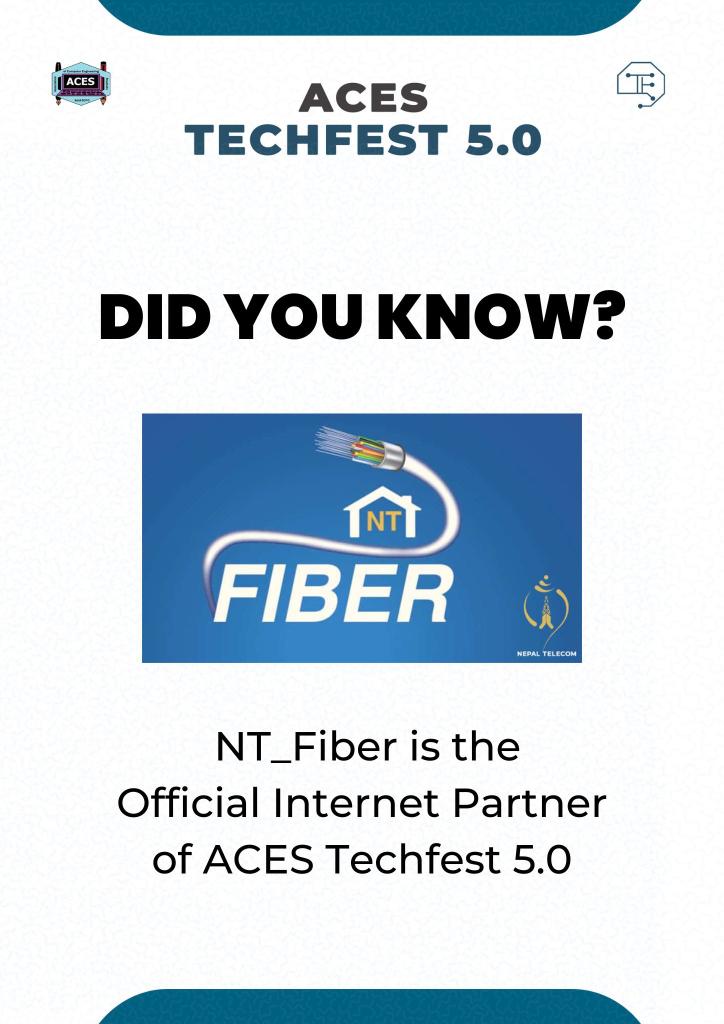 ACES
ACES
TECHFEST 5.0
DID YOU KNOW?
NT
FIBER
NEPAL TELECOM
NT_Fiber is the
Official Internet Partner
of ACES Techfest 5.0